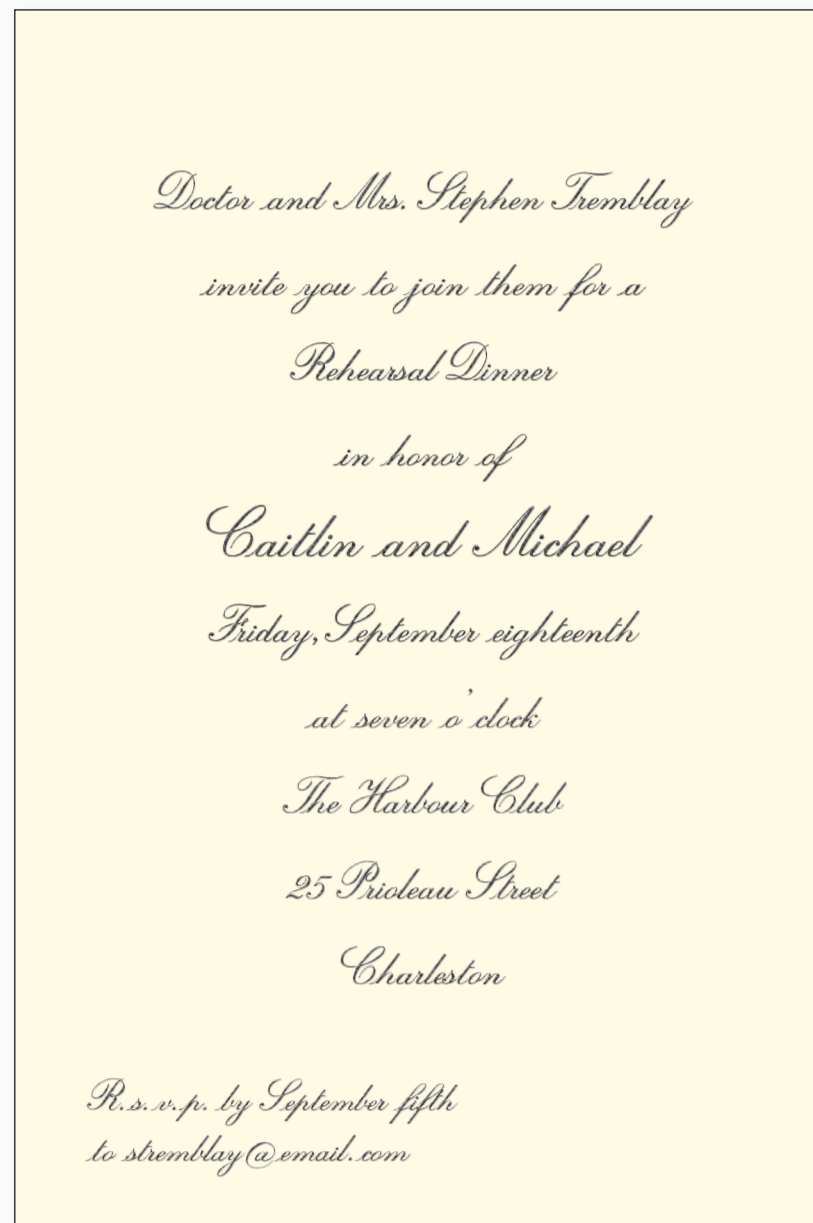 Doctor and Mrs. Stephen Tremblay
invite you to join them for a
Rehearsal Dinner
in honor of
Caitlin and Michael
Friday, September eighteenth
at seven o'clock
The Harbour Club
25 Prioleau Street
Charleston
R.s.v.p. by September fifth
to stremblay@email.com